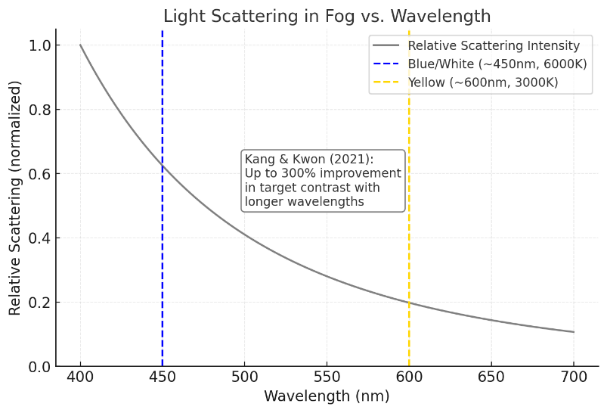 Light Scattering in Fog vs. Wavelength
Relative Scattering Intensity
Blue/White (~450nm, 6000K)
Yellow (~600nm, 3000K)
Kang & Kwon (2021):
Up to 300% improvement
in target contrast with
longer wavelengths
Relative Scattering (normalized)
1.0
0.8
0.6
0.4
0.2
0.0
400 450 500 550 600 650 700
Wavelength (nm)